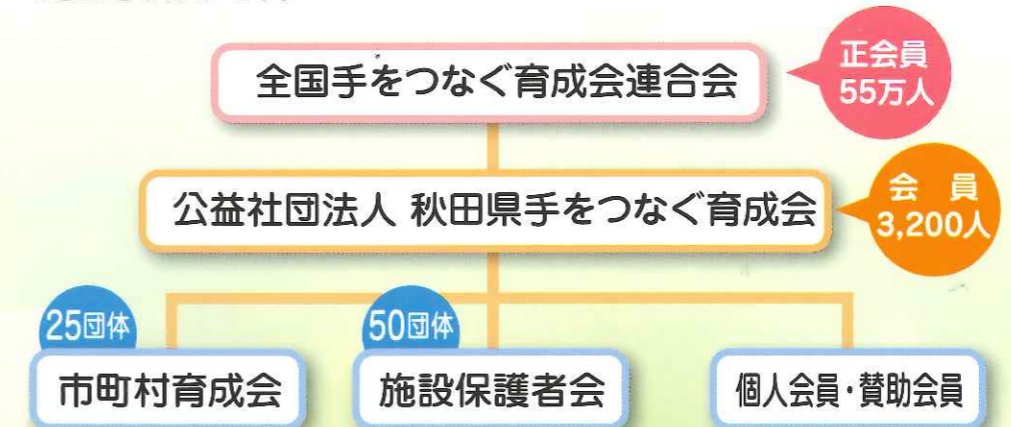 全国手をつなぐ育成会連合会
正会員
55万人
公益社団法人 秋田県手をつなぐ育成会
会 員
3,200人
25団体
市町村育成会
50団体
施設保護者会
個人会員・賛助会員